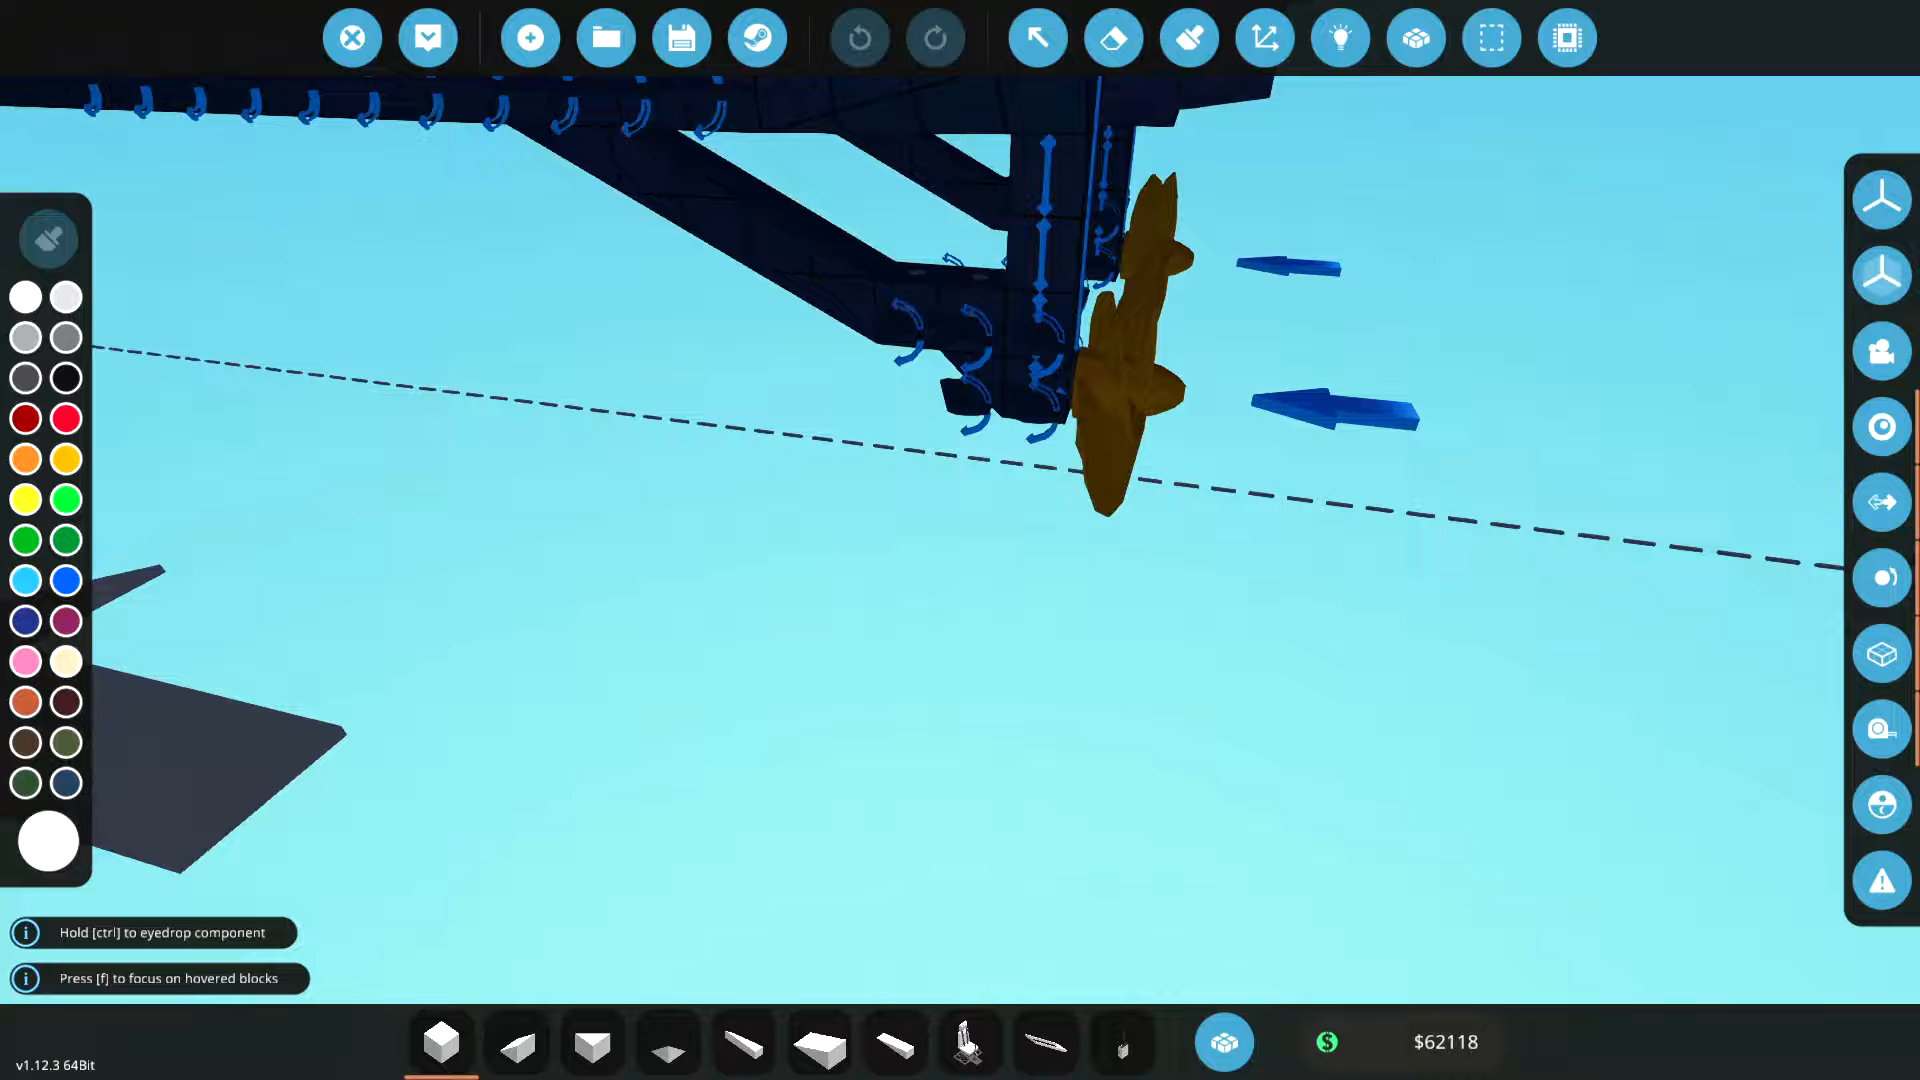 Hold [ctrl] to eyedrop component
Press [f] to focus on hovered blocks
v1.12.3 64Bit
$62118